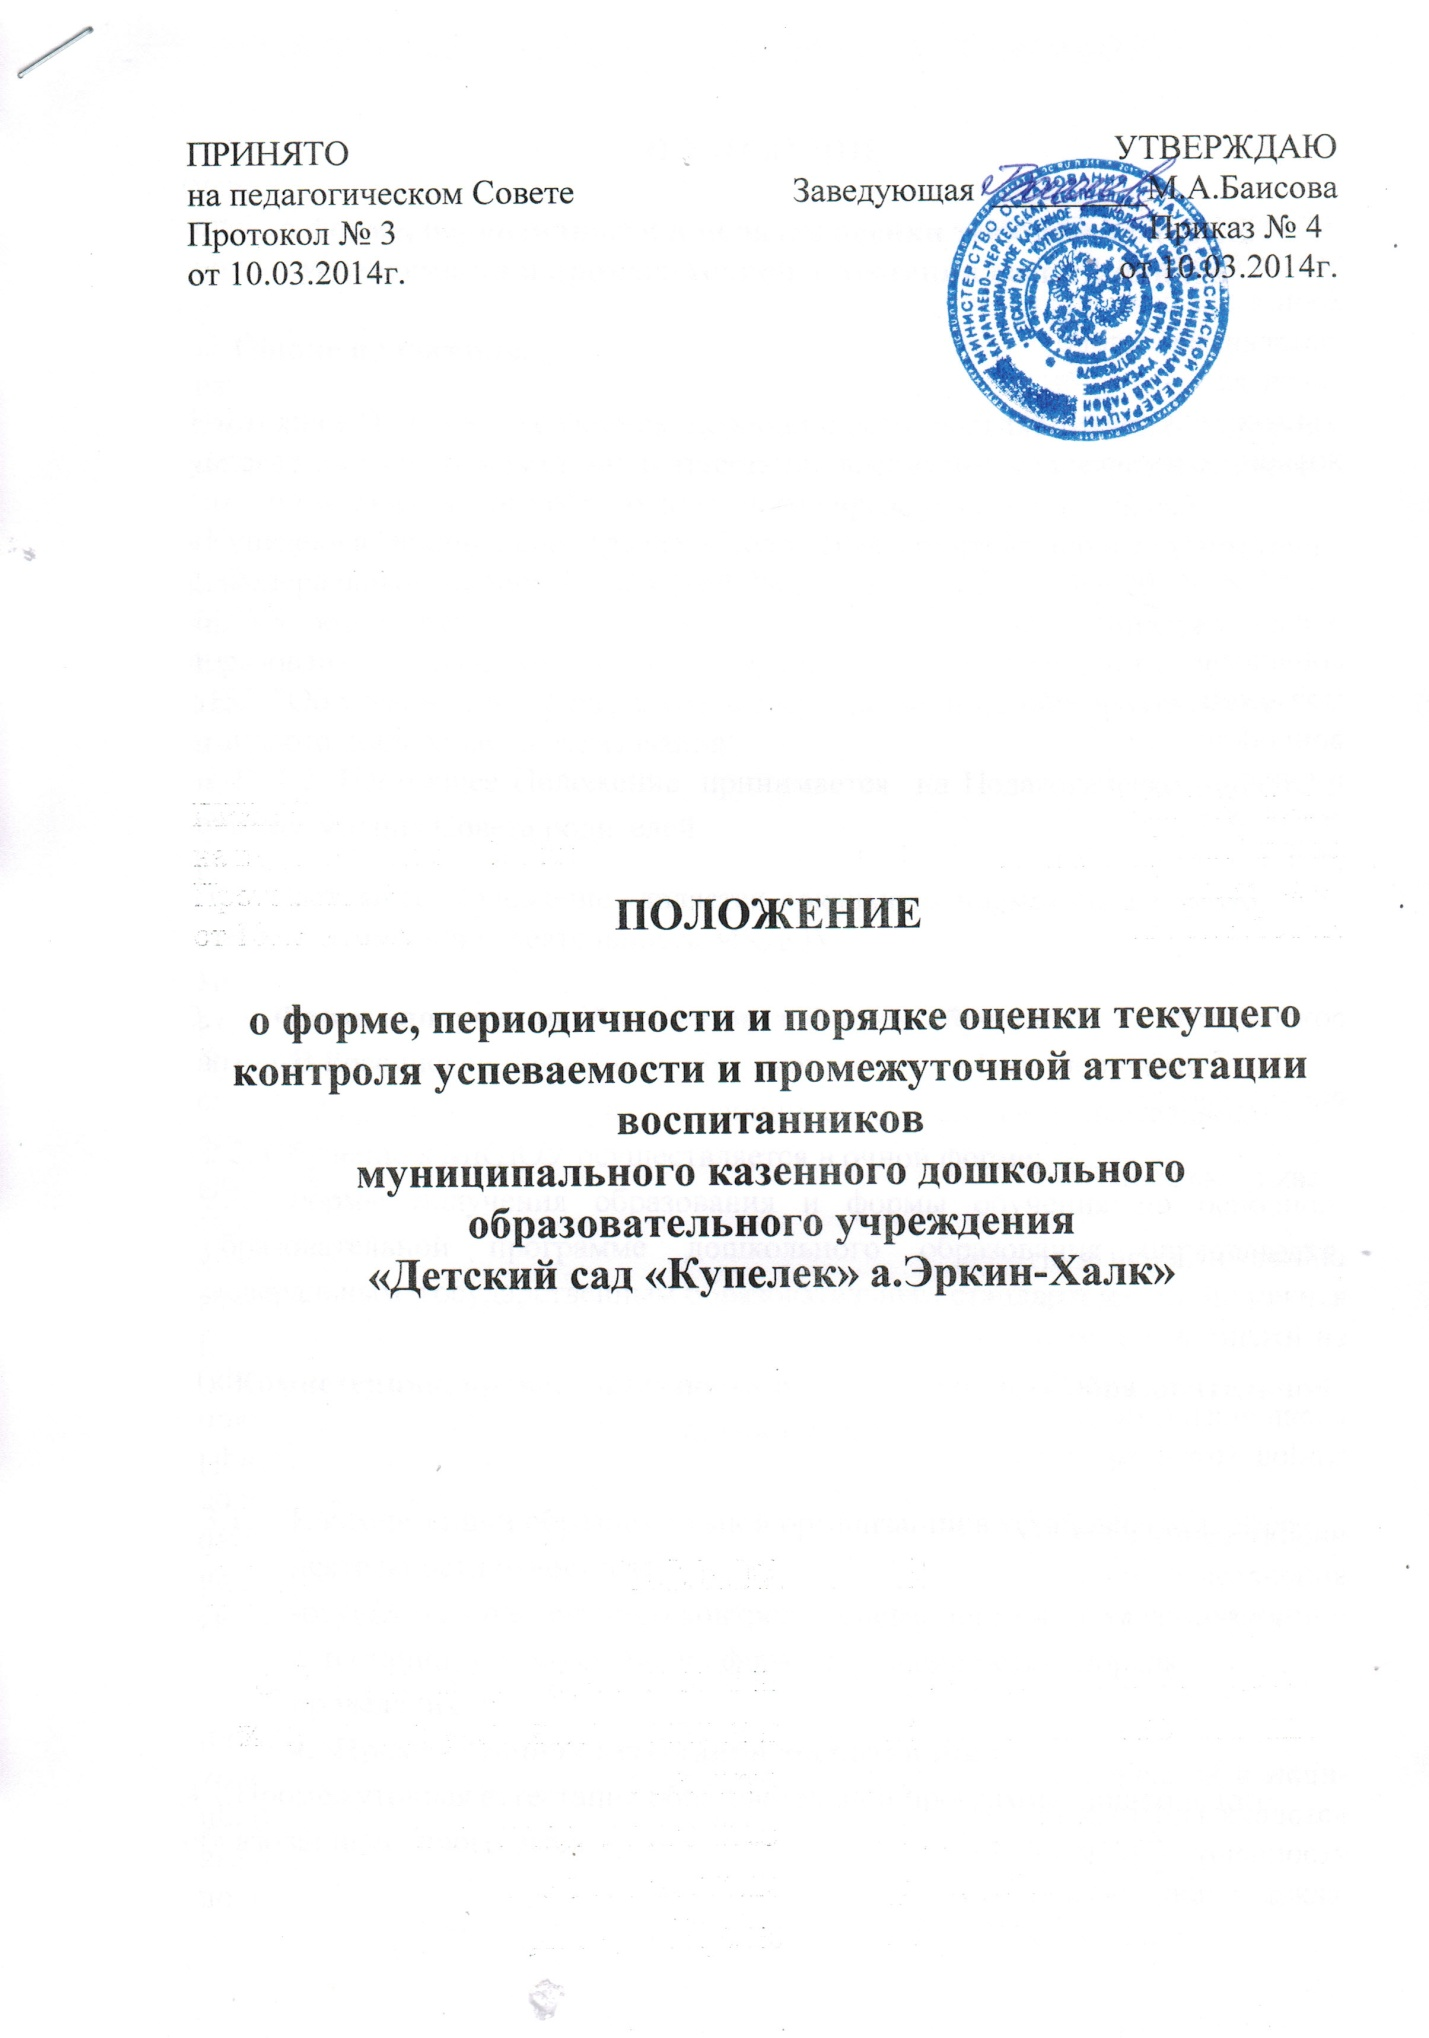 ПРИНЯТО
на педагогическом Совете
Протокол № 3
от 10.03.2014г.
УТВЕРЖДАЮ
Заведующая М.А.Баисова
Приказ № 4
от 10.03.2014г.
ПОЛОЖЕНИЕ
о форме, периодичности и порядке оценки текущего
контроля успеваемости и промежуточной аттестации
воспитанников
муниципального казенного дошкольного
образовательного учреждения
«Детский сад «Купелек» а.Эркин-Халк»